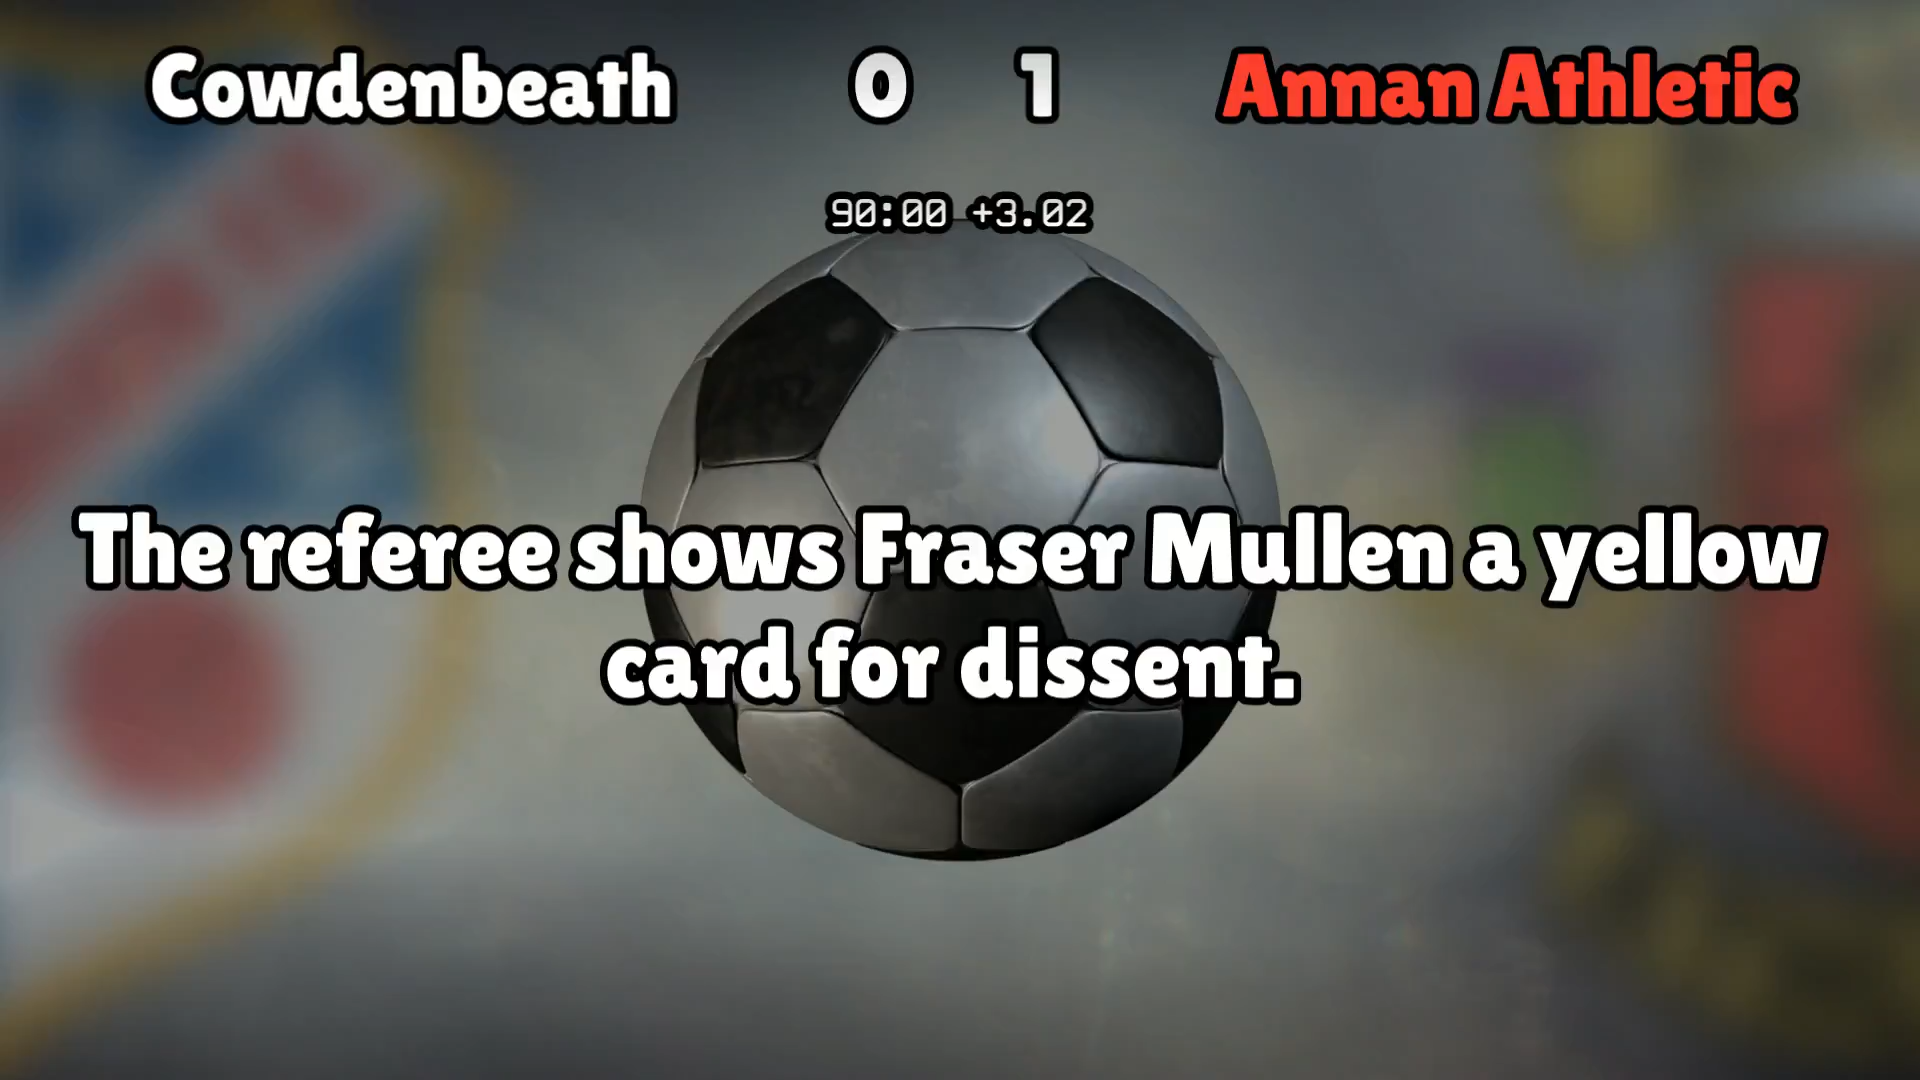 Cowdenbeath 0 1 Annan Athletic
90:00 +3.02
The referee shows Fraser Mullen a yellow
card for dissent.